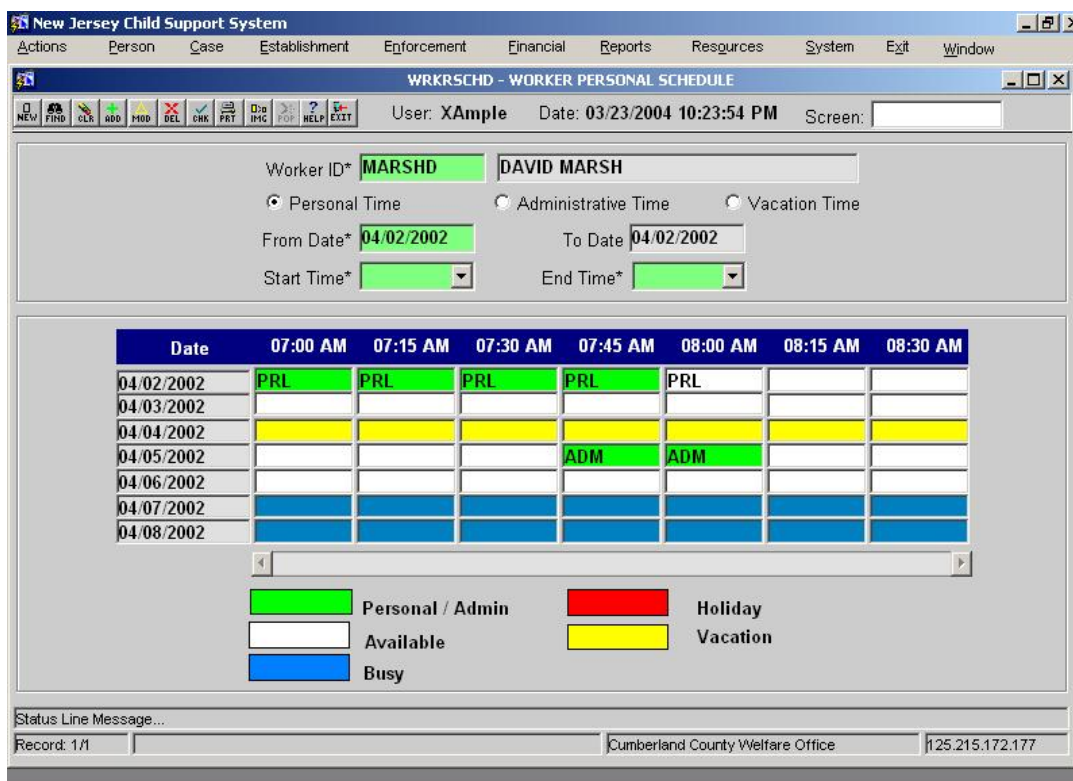 New Jersey Child Support System
Actions Person Case Establishment Enforcement Financial Reports Resources System Exit Window
WRKRSCHD - WORKER PERSONAL SCHEDULE
NEW FIND CLR ADD MOD DEL CHK PRT IMG POP HELP EXIT User: XAmple Date: 03/23/2004 10:23:54 PM Screen:
Worker ID* MARSHD DAVID MARSH
Personal Time Administrative Time Vacation Time
From Date* 04/02/2002 To Date 04/02/2002
Start Time* End Time*
Date 07:00 AM 07:15 AM 07:30 AM 07:45 AM 08:00 AM 08:15 AM 08:30 AM
04/02/2002 PRL PRL PRL PRL PRL
04/03/2002
04/04/2002
04/05/2002 ADM ADM
04/06/2002
04/07/2002
04/08/2002
Personal / Admin Holiday
Available Vacation
Busy
Status Line Message...
Record: 1/1 Cumberland County Welfare Office 125.215.172.177